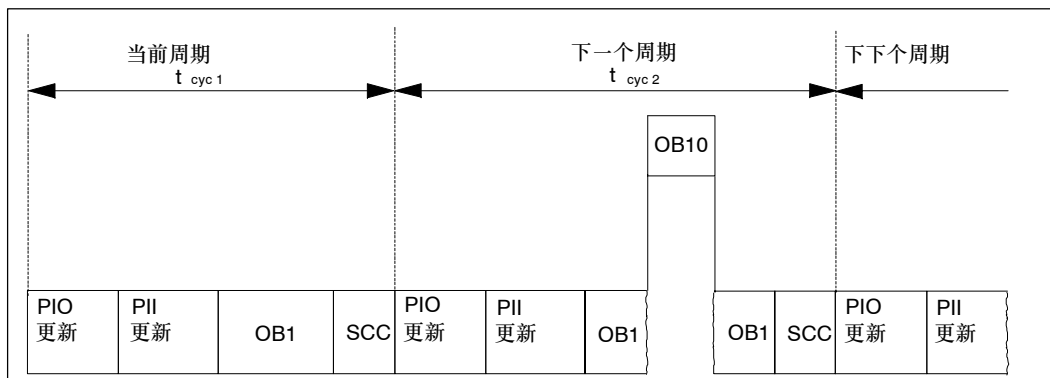 当前周期
t cyc 1
下一个周期
t cyc 2
下下个周期
OB10
PIO
更新
PII
更新
OB1
SCC
PIO
更新
PII
更新
OB1
OB1
SCC
PIO
更新
PII
更新